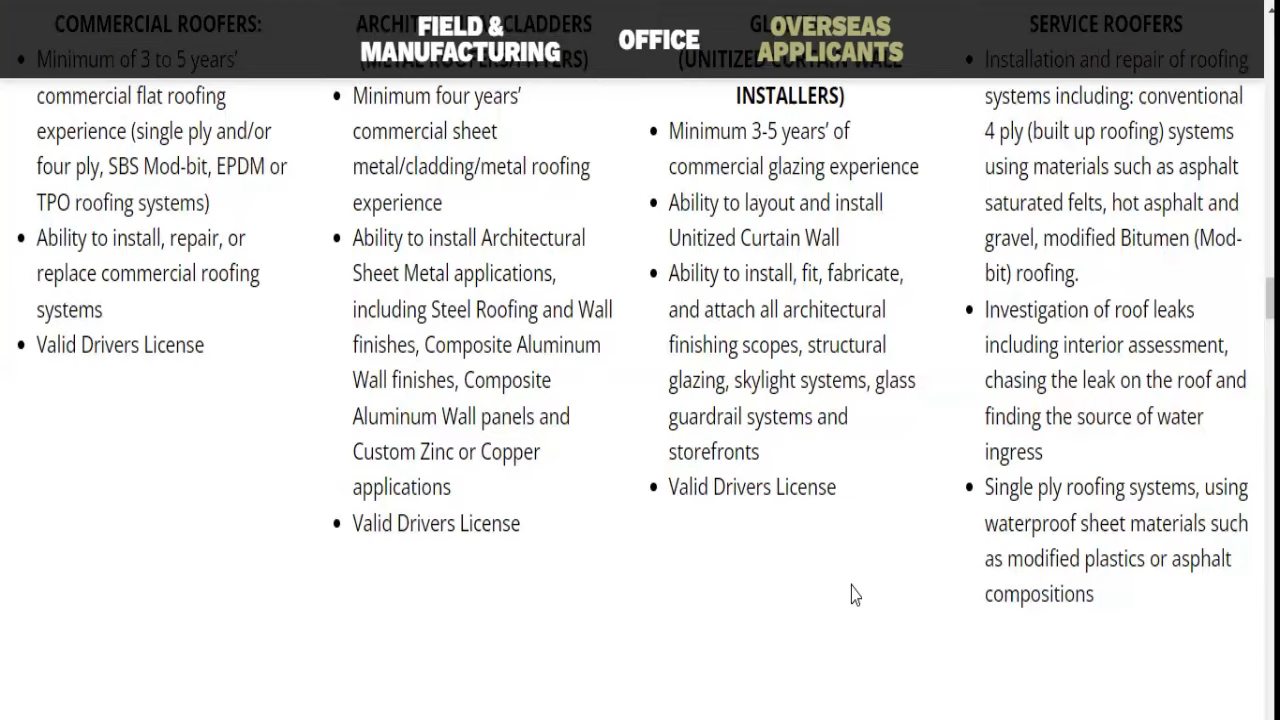 FIELD &
MANUFACTURING
OFFICE
OVERSEAS
APPLICANTS
COMMERCIAL ROOFERS:
• Minimum of 3 to 5 years'
commercial flat roofing
experience (single ply and/or
four ply, SBS Mod-bit, EPDM or
TPO roofing systems)
• Ability to install, repair, or
replace commercial roofing
systems
• Valid Drivers License
CLADDERS
• Minimum four years'
commercial sheet
metal/cladding/metal roofing
experience
• Ability to install Architectural
Sheet Metal applications,
including Steel Roofing and Wall
finishes, Composite Aluminum
Wall finishes, Composite
Aluminum Wall panels and
Custom Zinc or Copper
applications
• Valid Drivers License
(UNITIZED CURTAIN WALL
INSTALLERS)
• Minimum 3-5 years' of
commercial glazing experience
• Ability to layout and install
Unitized Curtain Wall
• Ability to install, fit, fabricate,
and attach all architectural
finishing scopes, structural
glazing, skylight systems, glass
guardrail systems and
storefronts
• Valid Drivers License
SERVICE ROOFERS
• Installation and repair of roofing
systems including: conventional
4 ply (built up roofing) systems
using materials such as asphalt
saturated felts, hot asphalt and
gravel, modified Bitumen (Mod-
bit) roofing.
• Investigation of roof leaks
including interior assessment,
chasing the leak on the roof and
finding the source of water
ingress
• Single ply roofing systems, using
waterproof sheet materials such
as modified plastics or asphalt
compositions